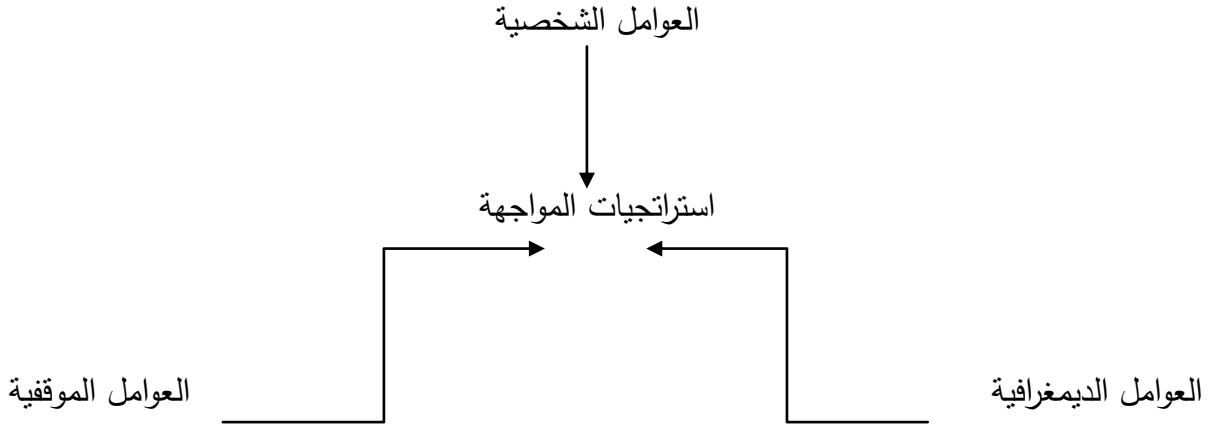 العوامل الشخصية
استراتجيات المواجهة
العوامل الديمغرافية
العوامل الموقفية